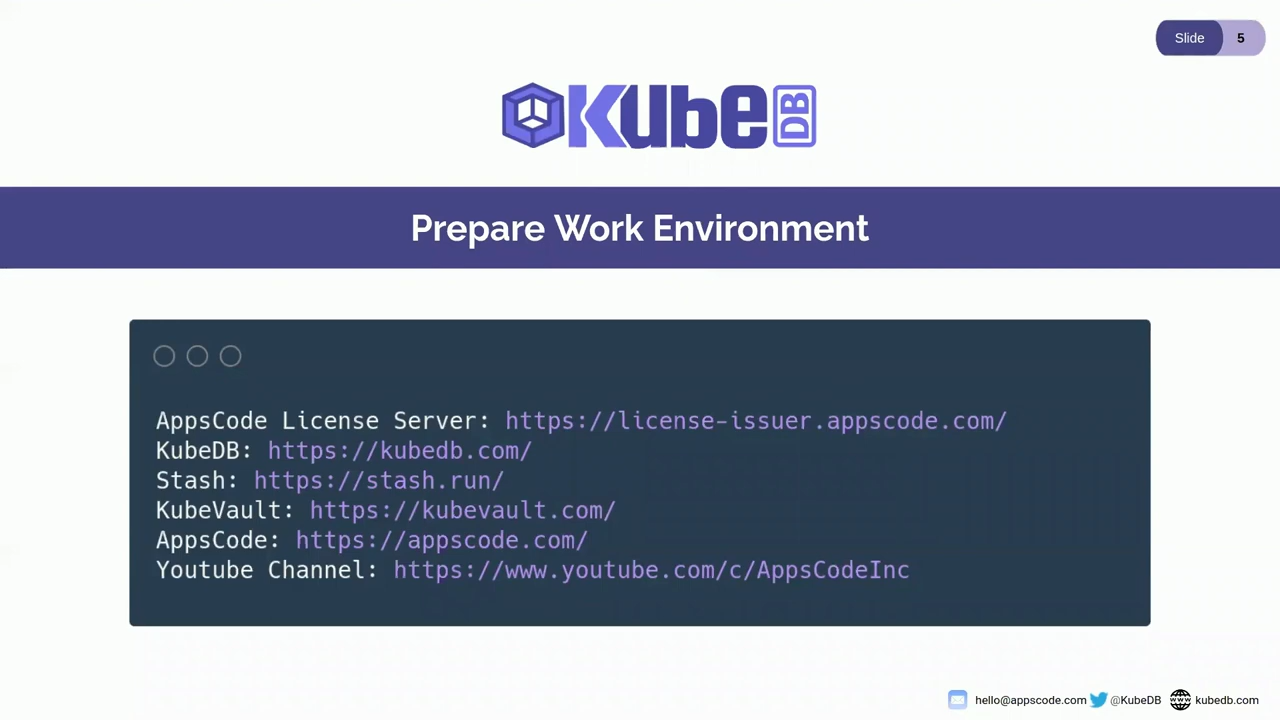 Slide 5
KubeDB
Prepare Work Environment
AppsCode License Server: https://license-issuer.appscode.com/
KubeDB: https://kubedb.com/
Stash: https://stash.run/
KubeVault: https://kubevault.com/
AppsCode: https://appscode.com/
Youtube Channel: https://www.youtube.com/c/AppsCodeInc
hello@appscode.com @KubeDB www kubedb.com